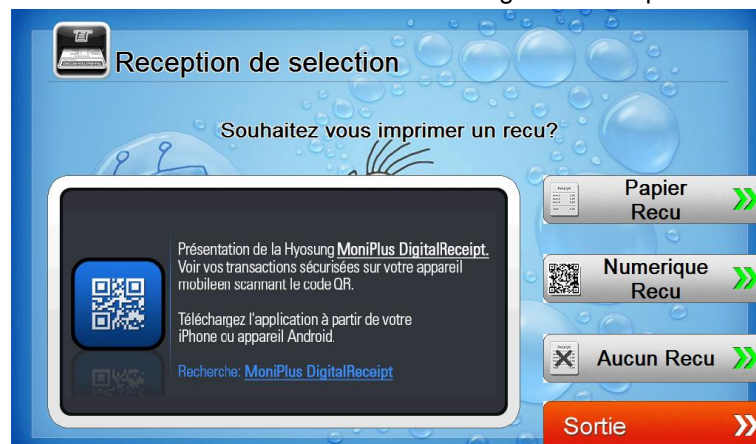 Reception de selection
Souhaitez vous imprimer un recu?
Présentation de la Hyosung MoniPlus DigitalReceipt.
Voir vos transactions sécurisées sur votre appareil
mobileen scannant le code QR.
Téléchargez l'application à partir de votre
iPhone ou appareil Android.
Recherche: MoniPlus DigitalReceipt
Papier
Recu
Numerique
Recu
Aucun Recu
Sortie